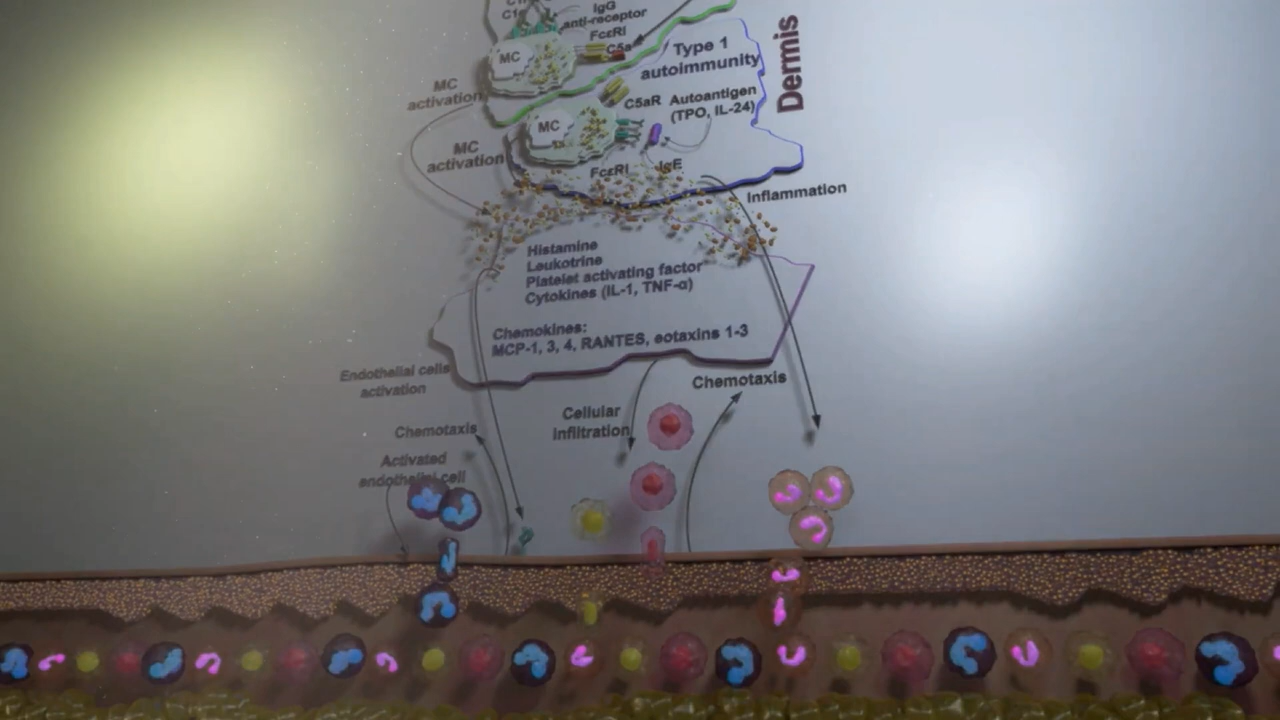 IgG
anti-receptor
FcεRI
C5a
MC
Type 1
autoimmunity
Dermis
MC
activation
C5aR
Autoantigen
(TPO, IL-24)
MC
MC
activation
FcεRI
IgE
Inflammation
Histamine
Leukotrine
Platelet activating factor
Cytokines (IL-1, TNF-α)
Chemokines:
MCP-1, 3, 4, RANTES, eotaxins 1-3
Endothelial cells
activation
Chemotaxis
Cellular
infiltration
Chemotaxis
Activated
endothelial cell